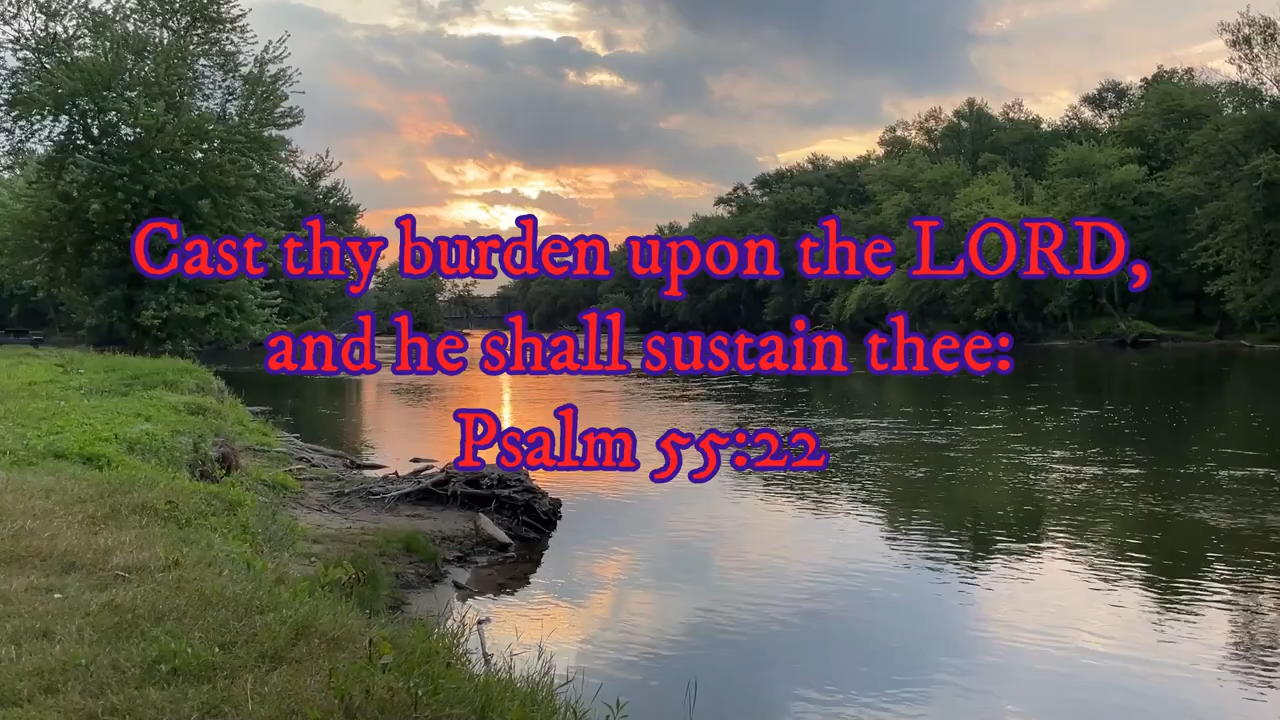 Cast thy burden upon the LORD,
and he shall sustain thee:
Psalm 55:22